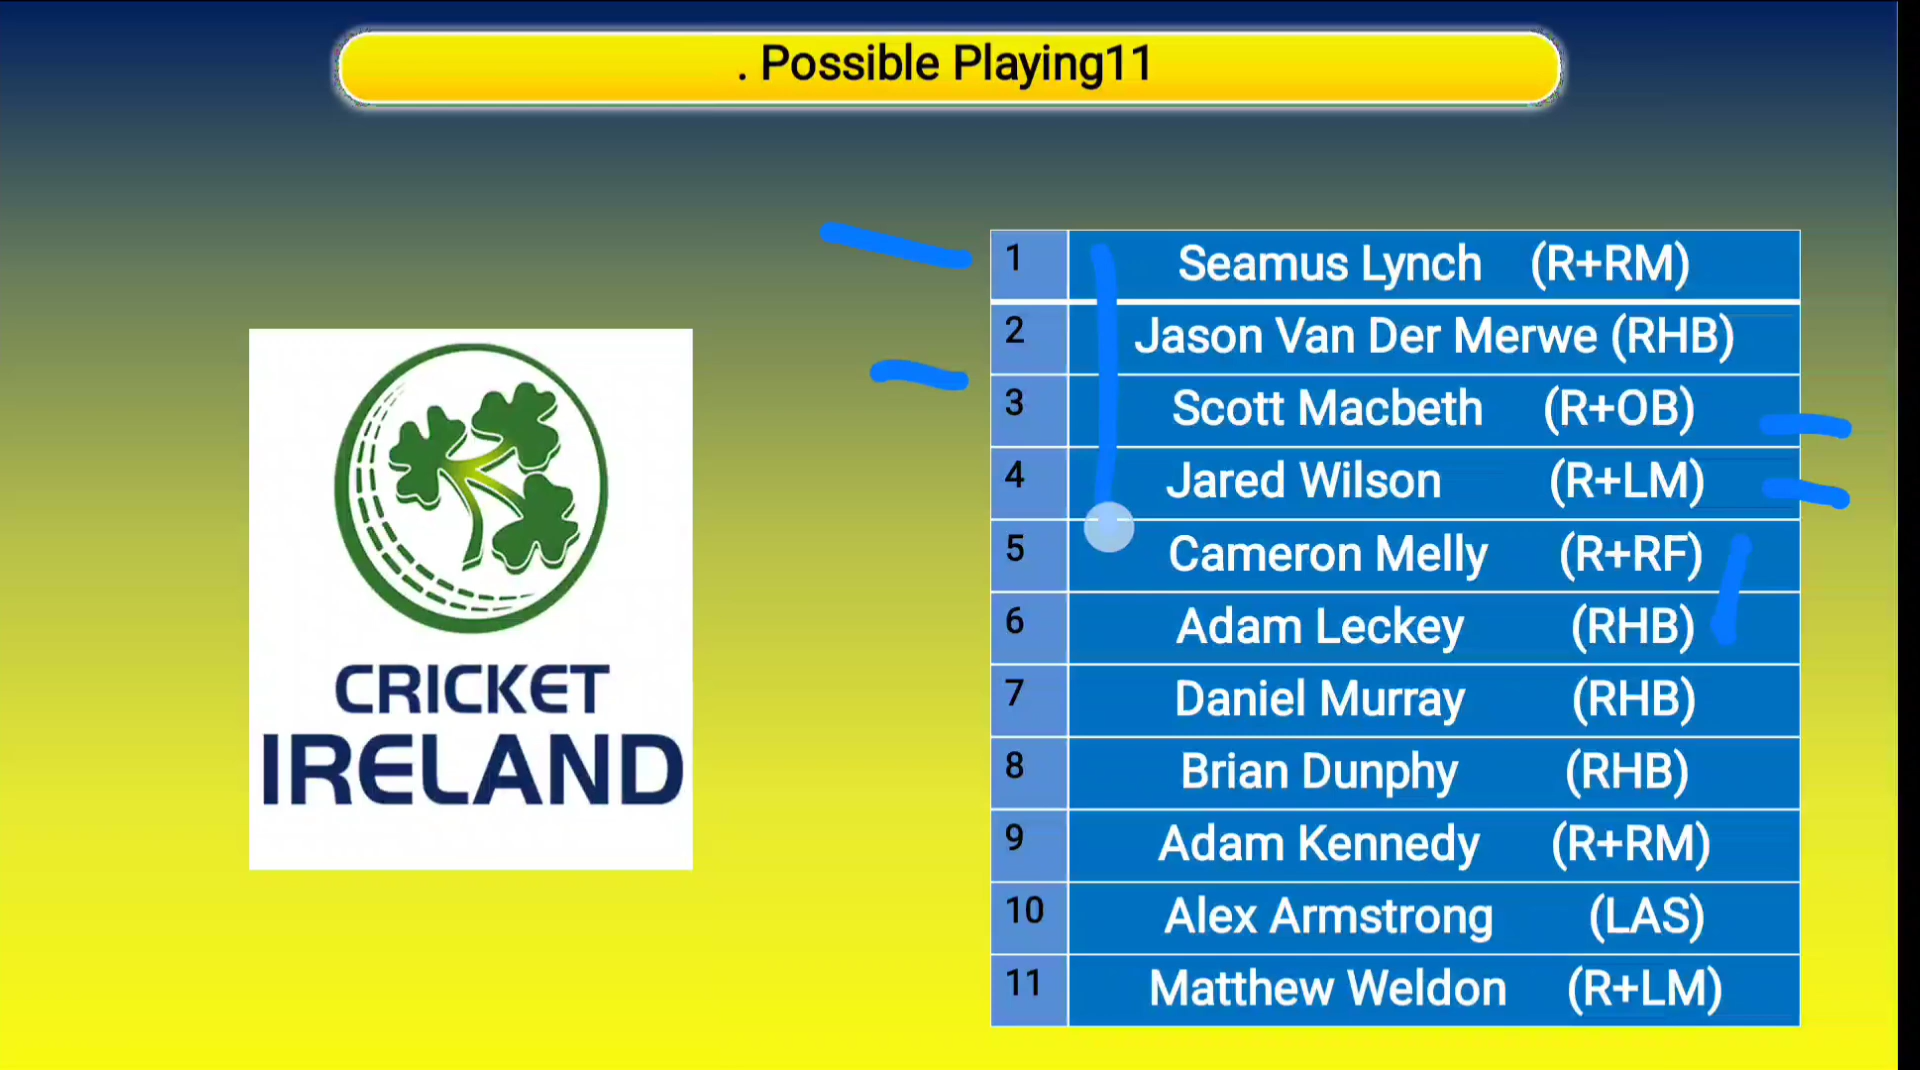 . Possible Playing11
CRICKET
IRELAND
1 Seamus Lynch (R+RM)
2 Jason Van Der Merwe (RHB)
3 Scott Macbeth (R+OB)
4 Jared Wilson (R+LM)
5 Cameron Melly (R+RF)
6 Adam Leckey (RHB)
7 Daniel Murray (RHB)
8 Brian Dunphy (RHB)
9 Adam Kennedy (R+RM)
10 Alex Armstrong (LAS)
11 Matthew Weldon (R+LM)